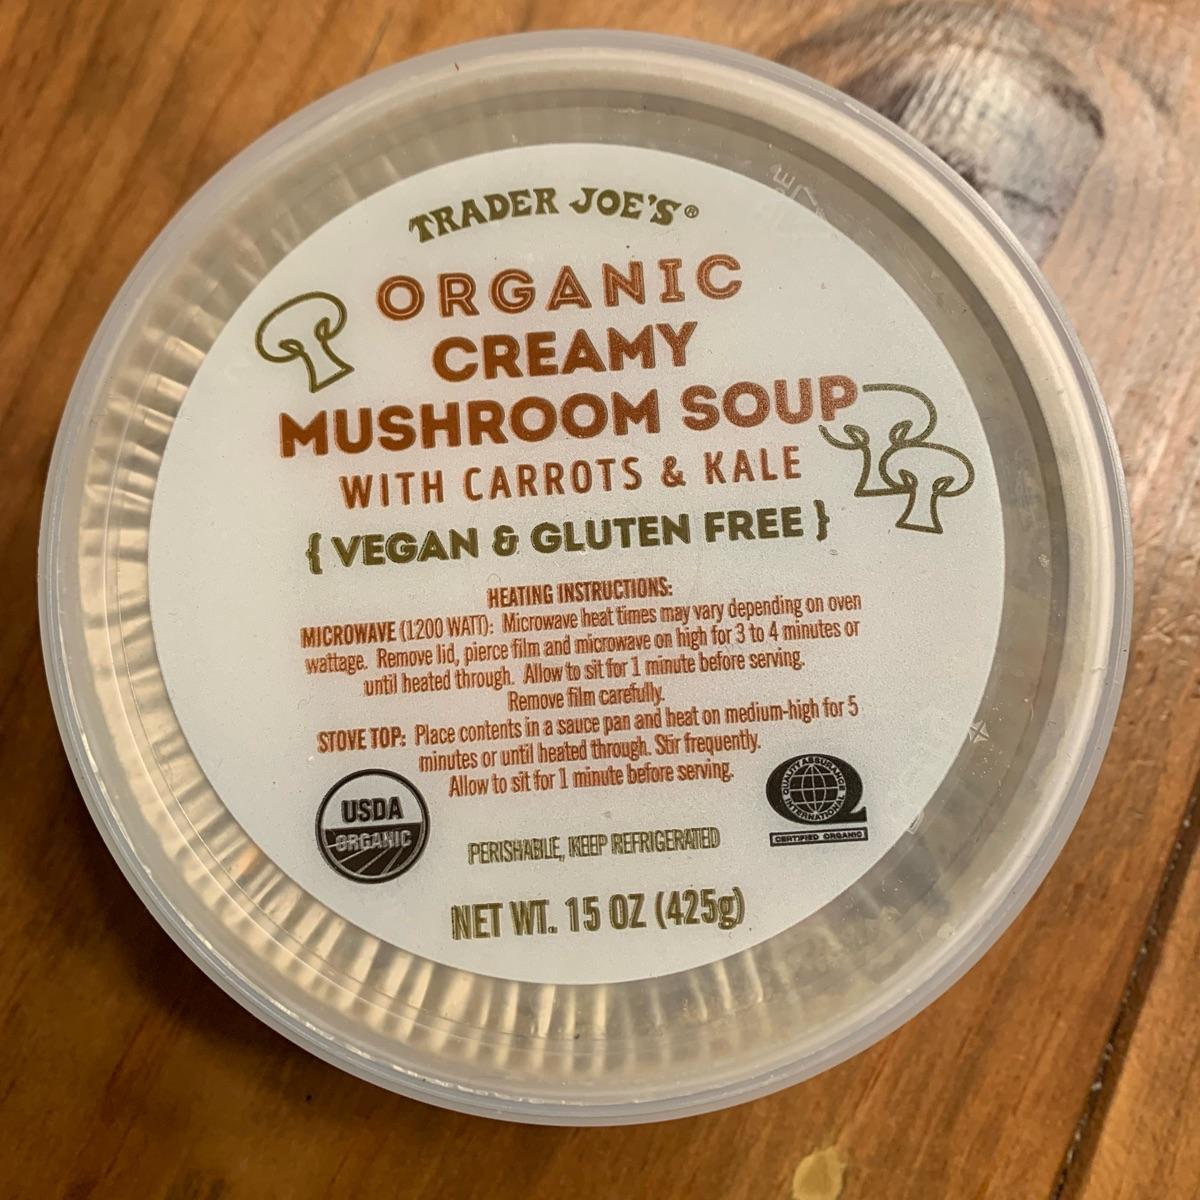 TRADER JOE'S®
ORGANIC
CREAMY
MUSHROOM SOUP
WITH CARROTS & KALE
{ VEGAN & GLUTEN FREE }
HEATING INSTRUCTIONS:
MICROWAVE (1200 WATT): Microwave heat times may vary depending on oven
wattage. Remove lid, pierce film and microwave on high for 3 to 4 minutes or
until heated through. Allow to sit for 1 minute before serving.
Remove film carefully.
STOVE TOP: Place contents in a sauce pan and heat on medium-high for 5
minutes or until heated through. Stir frequently.
Allow to sit for 1 minute before serving.
USDA
ORGANIC
QUALITY ASSURANCE
INTERNATIONAL
CERTIFIED ORGANIC
PERISHABLE, KEEP REFRIGERATED
NET WT. 15 OZ (425g)